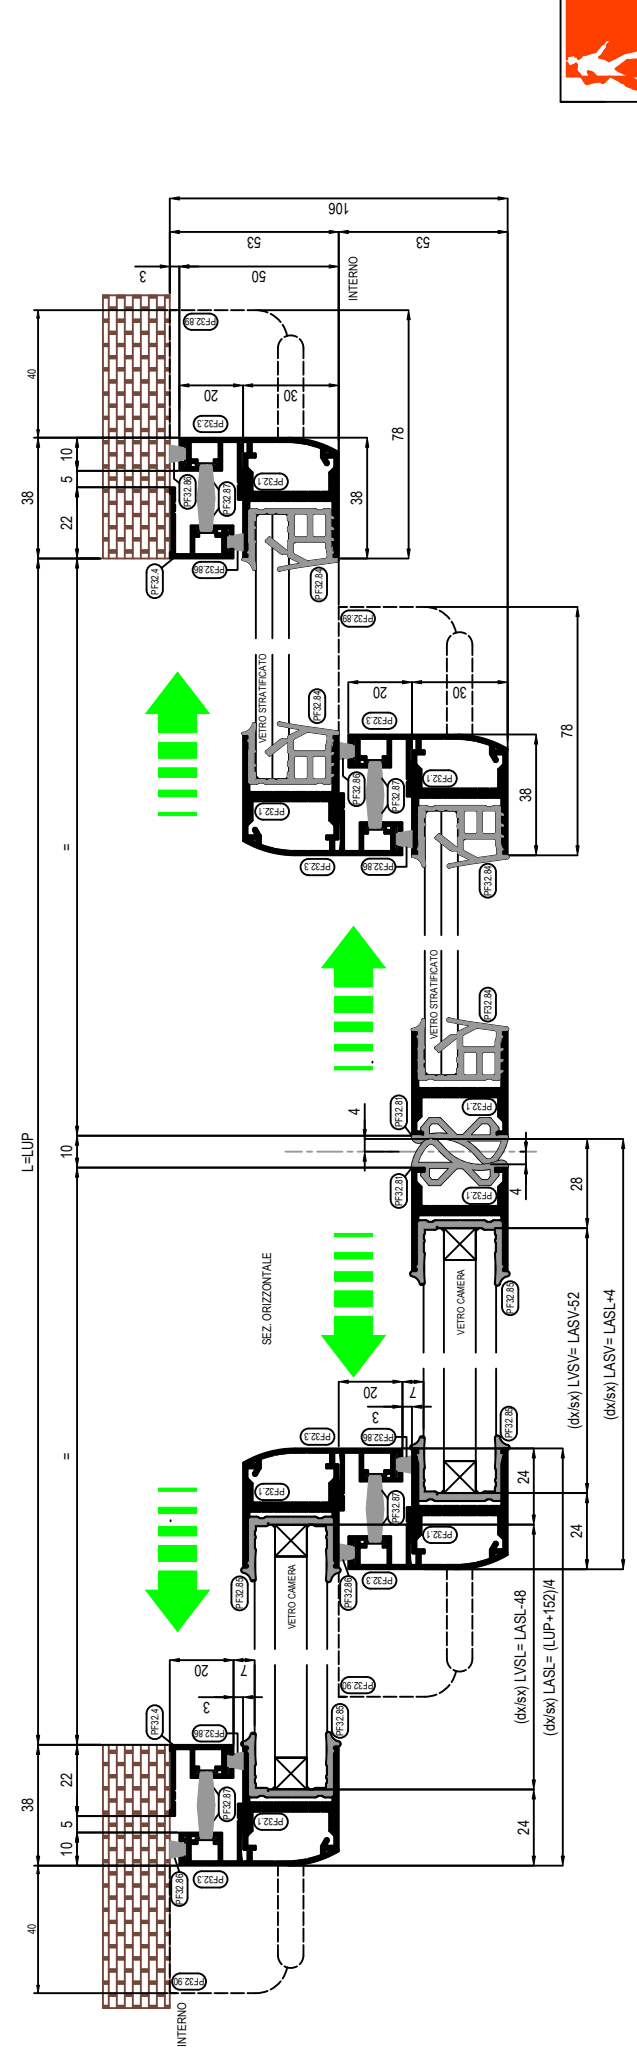 106
53
53
3
50
INTERNO
40
PF32.89
20
30
78
PF32.3
38
10
5
22
PF32.86
PF32.87
PF32.1
38
PF32.4
PF32.86
PF32.84
PF32.89
VETRO STRATIFICATO
PF32.84
20
30
78
PF32.3
PF32.86
PF32.87
PF32.1
PF32.1
38
PF32.3
PF32.86
PF32.84
=
VETRO STRATIFICATO
PF32.84
L=LUP
10
4
PF32.81
PF32.1
PF32.81
PF32.1
4
28
SEZ. ORIZZONTALE
VETRO CAMERA
PF32.85
(dx/sx) LVSV= LASV-52
(dx/sx) LASV= LASL+4
20
7
3
PF32.3
PF32.86
PF32.85
=
PF32.1
PF32.87
PF32.1
24
24
PF32.85
VETRO CAMERA
PF32.86
PF32.3
(dx/sx) LVSL= LASL-48
(dx/sx) LASL= (LUP+152)/4
20
7
3
PF32.90
PF32.4
PF32.86
PF32.85
38
22
5
10
PF32.87
PF32.1
24
PF32.86
PF32.3
40
PF32.90
INTERNO